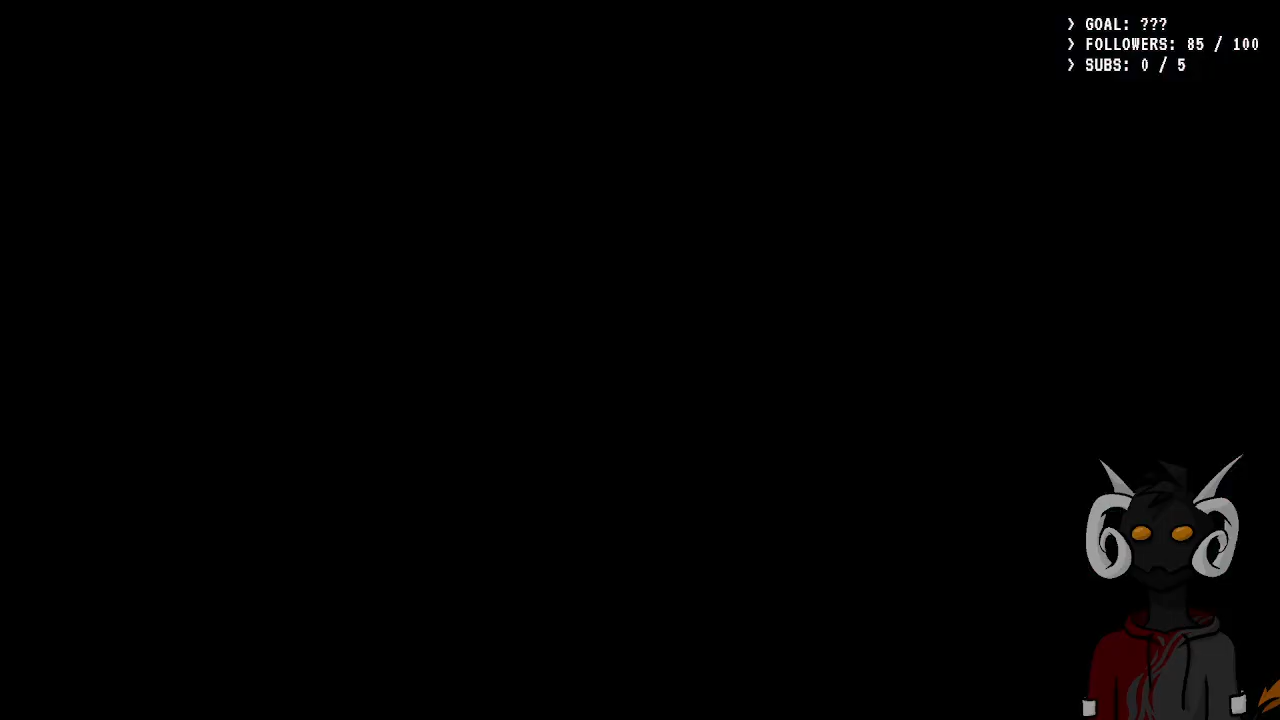 ❯ GOAL: ???
❯ FOLLOWERS: 85 / 100
❯ SUBS: 0 / 5